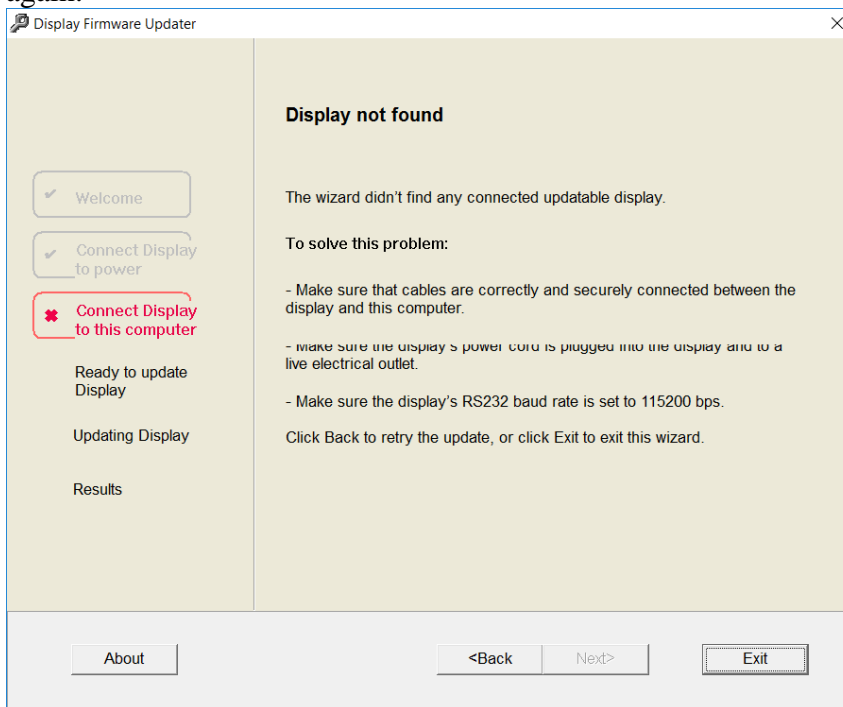 again.
Display Firmware Updater
Display not found
Welcome
The wizard didn't find any connected updatable display.
Connect Display
to power
To solve this problem:
Connect Display
to this computer
- Make sure that cables are correctly and securely connected between the
display and this computer.
- Make sure the display's power cord is plugged into the display and to a
live electrical outlet.
Ready to update
Display
- Make sure the display's RS232 baud rate is set to 115200 bps.
Updating Display
Click Back to retry the update, or click Exit to exit this wizard.
Results
About
<Back
Next>
Exit